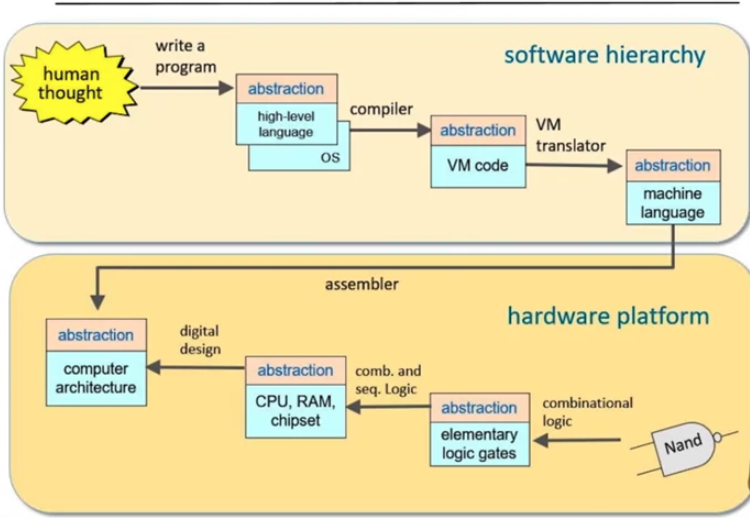 software hierarchy
human
thought
write a
program
abstraction
high-level
language
OS
compiler
abstraction
VM code
VM
translator
abstraction
machine
language
assembler
hardware platform
abstraction
computer
architecture
digital
design
abstraction
CPU, RAM,
chipset
comb. and
seq. Logic
abstraction
elementary
logic gates
combinational
logic
Nand